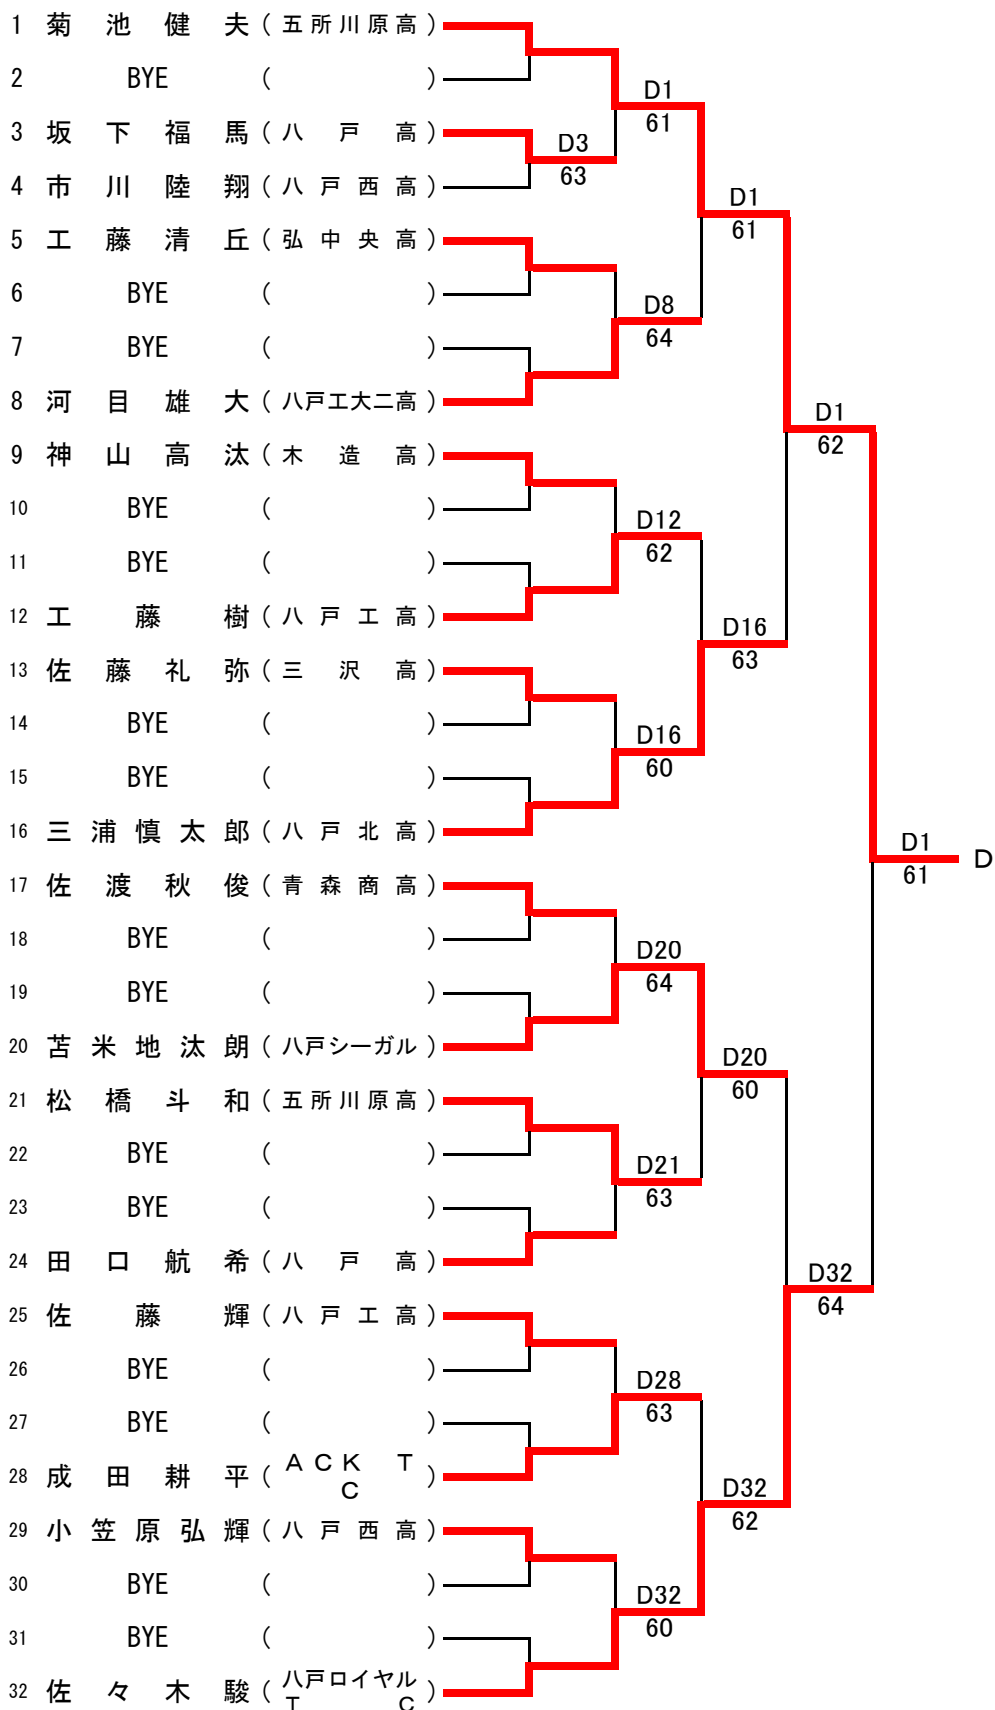 1 菊池健夫 (五所川原高)
2 BYE ( )
D1
3 坂下福馬 (八戸高)
61
D3
4 市川陸翔 (八戸西高)
63
D1
5 工藤清丘 (弘中央高)
61
6 BYE ( )
D8
7 BYE ( )
64
8 河目雄大 (八戸工大二高)
D1
9 神山高汰 (木造高)
62
10 BYE ( )
D12
11 BYE ( )
62
12 工藤樹 (八戸工高)
D16
13 佐藤礼弥 (三沢高)
63
14 BYE ( )
D16
15 BYE ( )
60
16 三浦慎太郎 (八戸北高)
D1
D
17 佐渡秋俊 (青森商高)
61
18 BYE ( )
D20
19 BYE ( )
64
20 苫米地汰朗 (八戸シーガル)
D20
21 松橋斗和 (五所川原高)
60
22 BYE ( )
D21
23 BYE ( )
63
24 田口航希 (八戸高)
D32
25 佐藤輝 (八戸工高)
64
26 BYE ( )
D28
27 BYE ( )
63
28 成田耕平 (ACK T
C)
D32
29 小笠原弘輝 (八戸西高)
62
30 BYE ( )
D32
31 BYE ( )
60
32 佐々木駿 (八戸ロイヤル
T C)